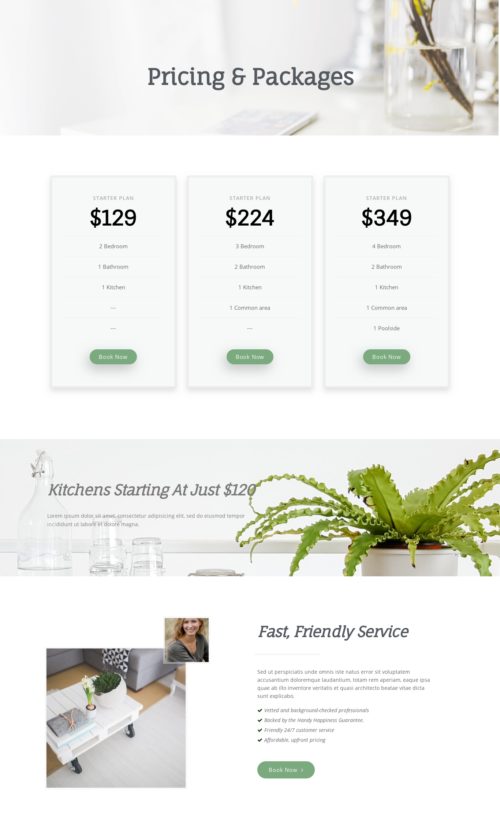 Pricing & Packages
STARTER PLAN
$129
2 Bedroom
1 Bathroom
1 Kitchen
---
---
Book Now
STARTER PLAN
$224
3 Bedroom
2 Bathroom
1 Kitchen
1 Common area
---
Book Now
STARTER PLAN
$349
4 Bedroom
2 Bathroom
1 Kitchen
1 Common area
1 Poolside
Book Now
Kitchens Starting At Just $120
Lorem ipsum dolor sit amet, consectetur adipisicing elit, sed do eiusmod tempor
incididunt ut labore et dolore magna.
Fast, Friendly Service
Sed ut perspiciatis unde omnis iste natus error sit voluptatem
accusantium doloremque laudantium, totam rem aperiam, eaque ipsa
quae ab illo inventore veritatis et quasi architecto beatae vitae dicta
sunt explicabo.
Vetted and background-checked professionals
Backed by the Handy Happiness Guarantee.
Friendly 24/7 customer service
Affordable, upfront pricing
Book Now ›